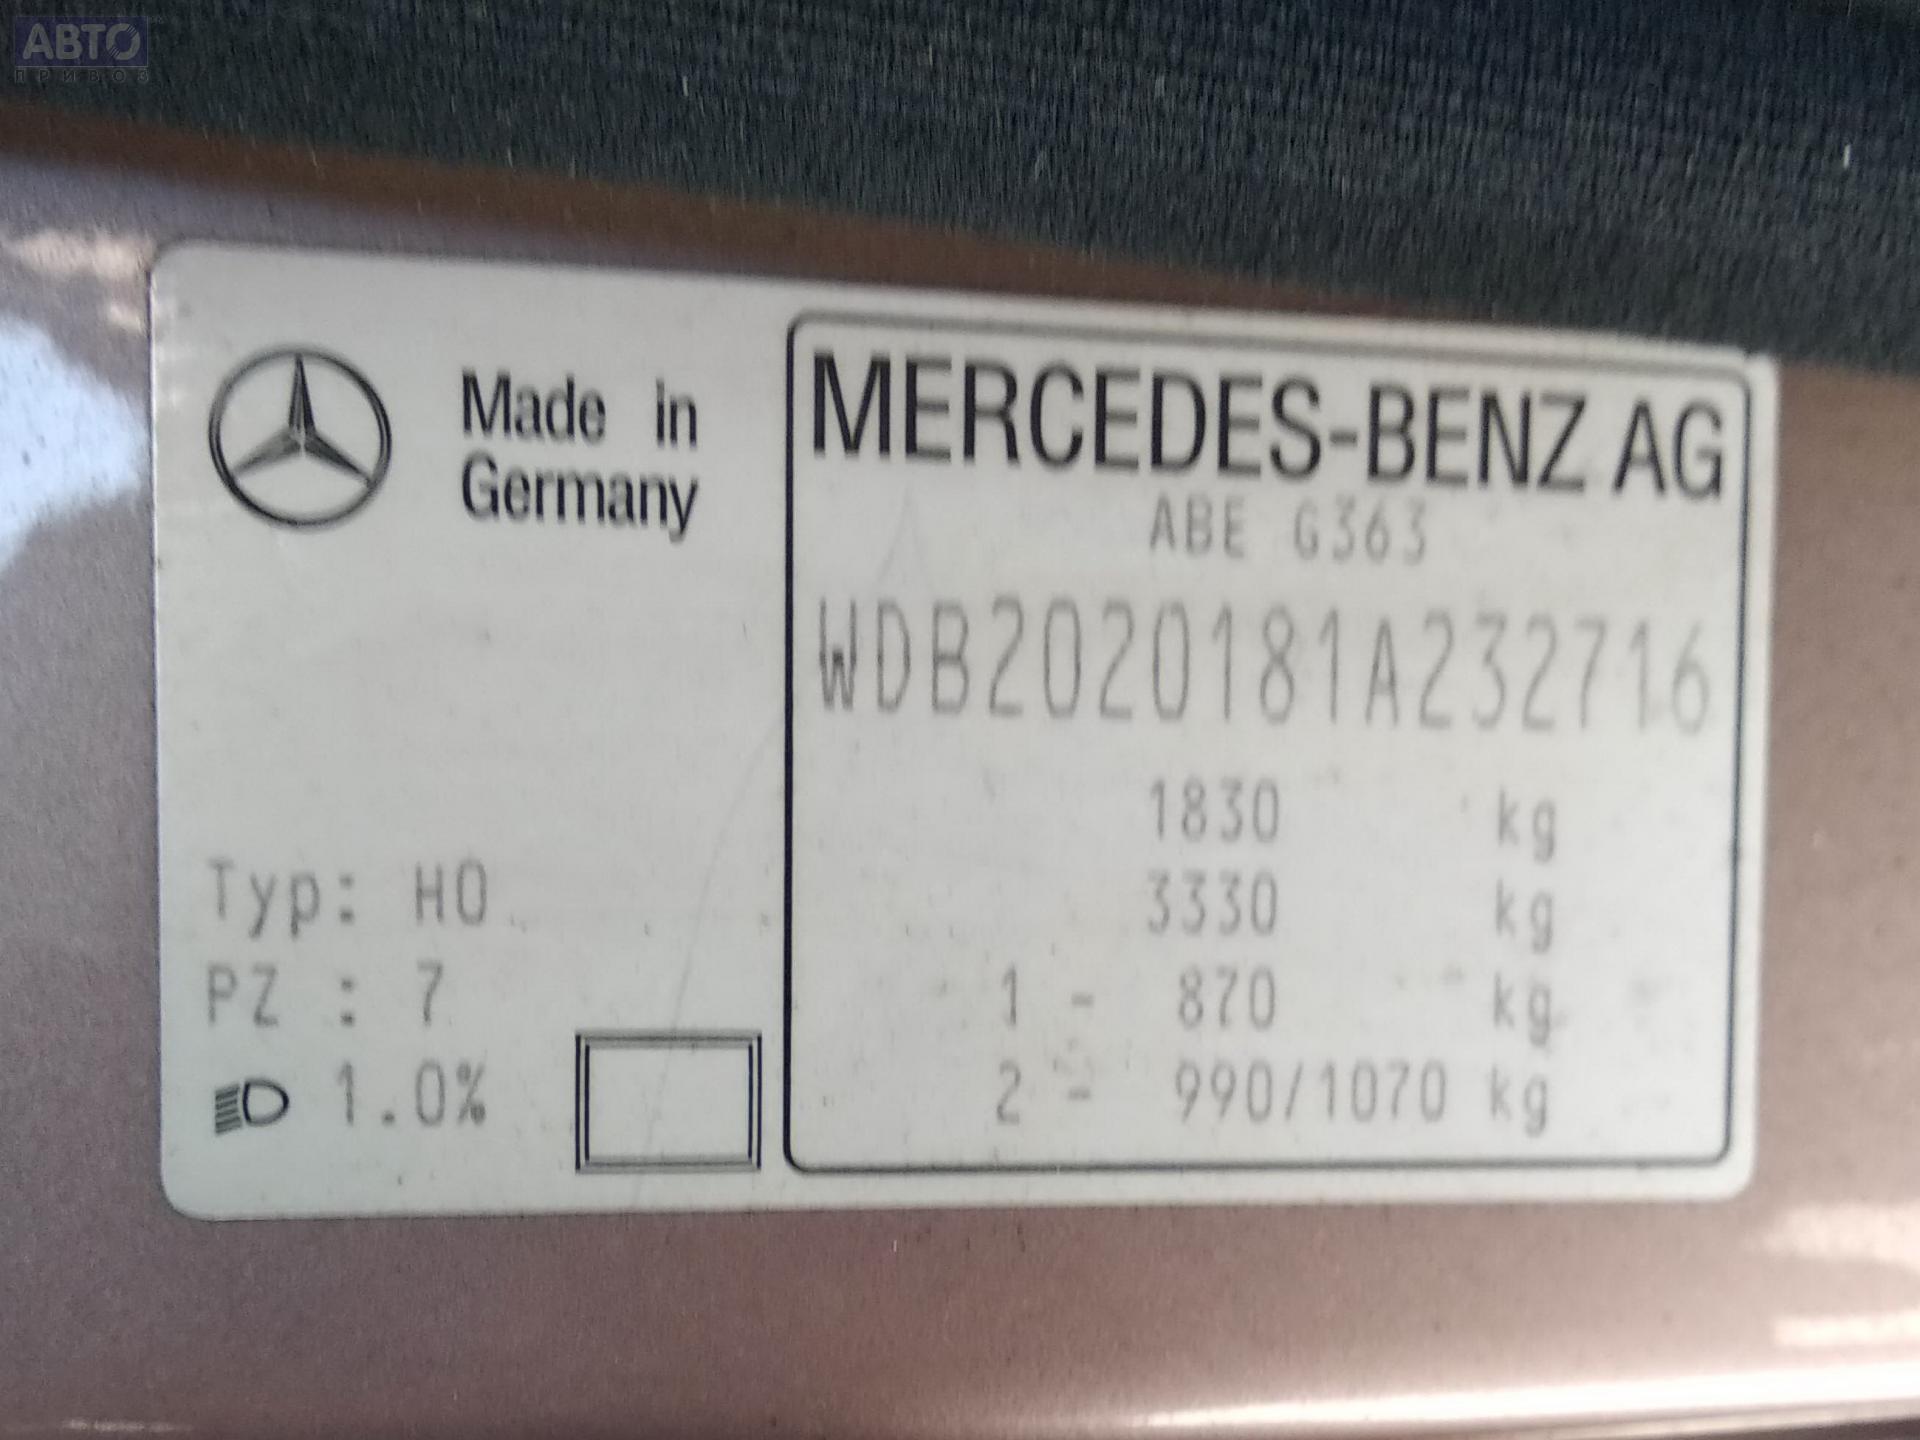 АВТО
ПРИВОЗ
Made in
Germany
MERCEDES-BENZ AG
ABE G363
WDB2020181A232716
1830 kg
3330 kg
1 - 870 kg
2 - 990/1070 kg
Typ: H0
PZ : 7
1.0%